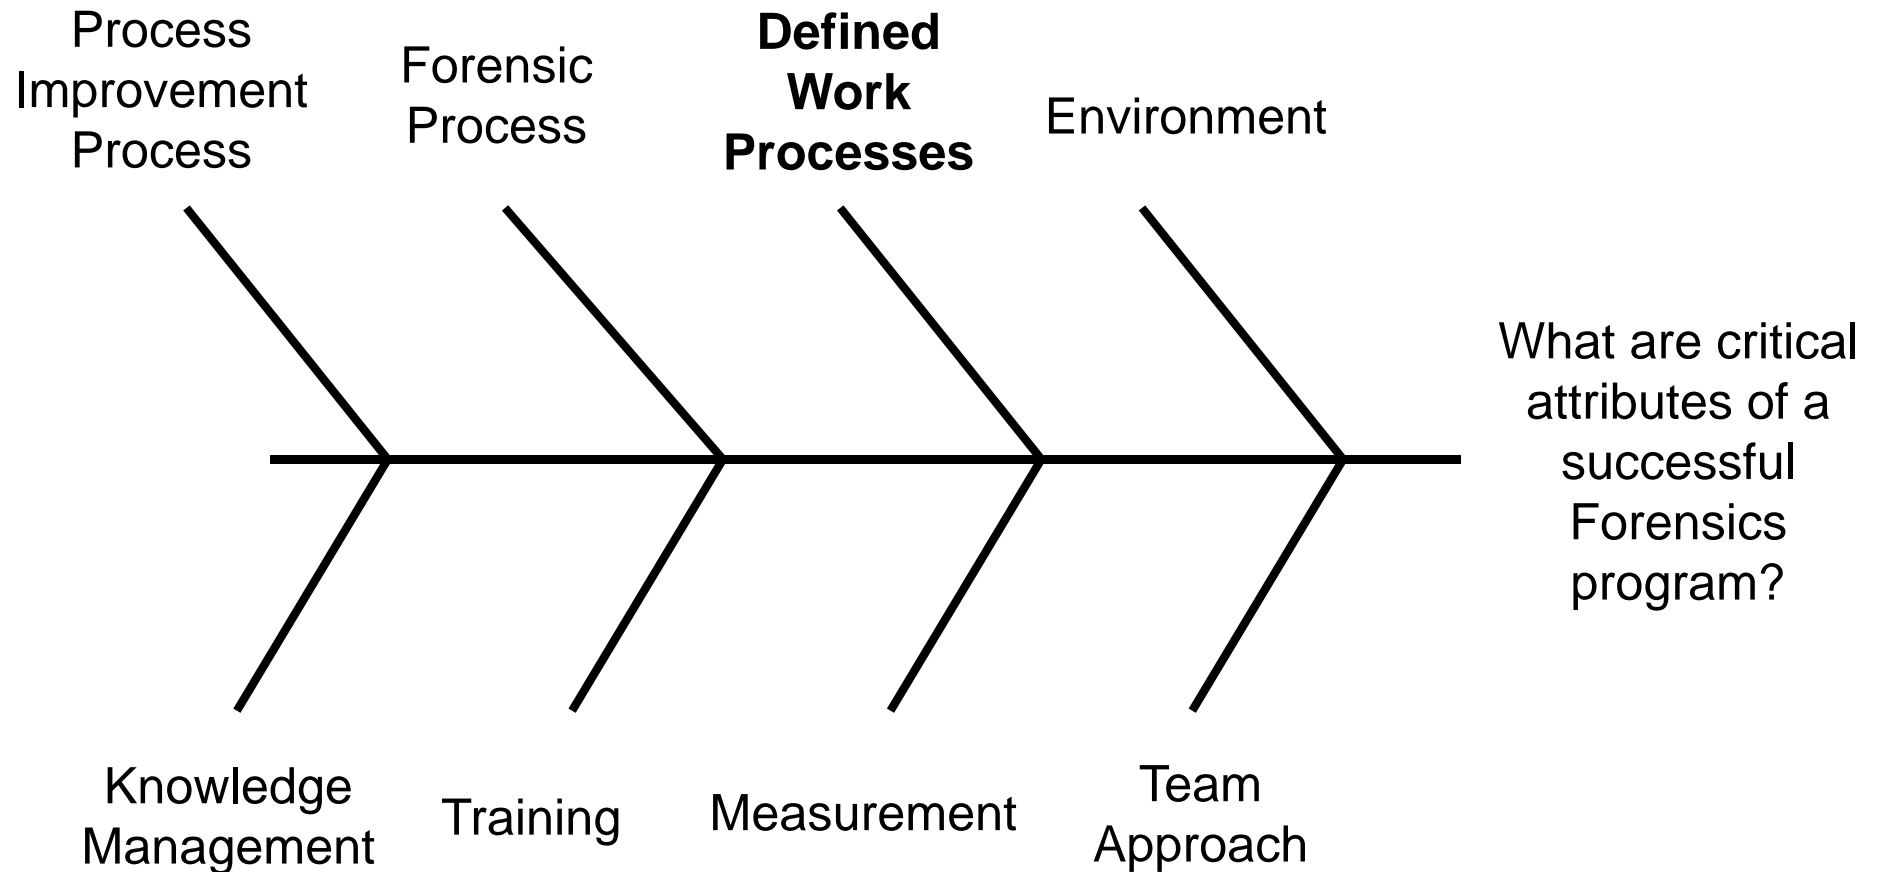 Process
Improvement
Process
Forensic
Process
Defined
Work
Processes
Environment
What are critical
attributes of a
successful
Forensics
program?
Knowledge
Management
Training
Measurement
Team
Approach